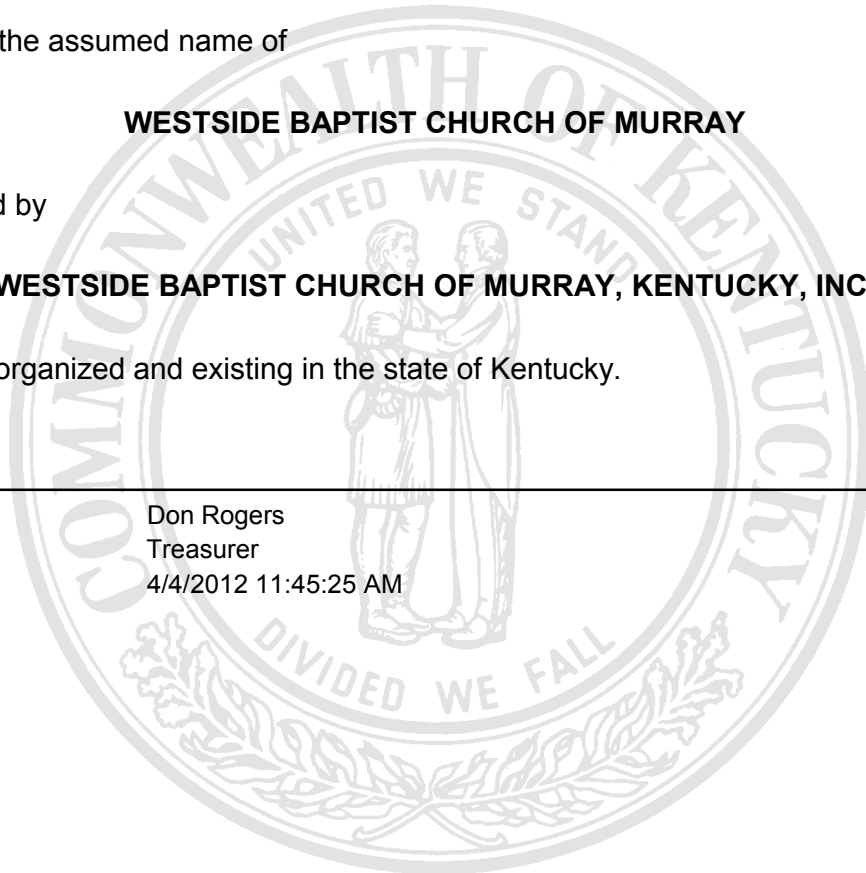 the assumed name of
WESTSIDE BAPTIST CHURCH OF MURRAY
d by
WESTSIDE BAPTIST CHURCH OF MURRAY, KENTUCKY, INC
organized and existing in the state of Kentucky.
Don Rogers
Treasurer
4/4/2012 11:45:25 AM
COMMONWEALTH OF KENTUCKY
UNITED WE STAND
DIVIDED WE FALL